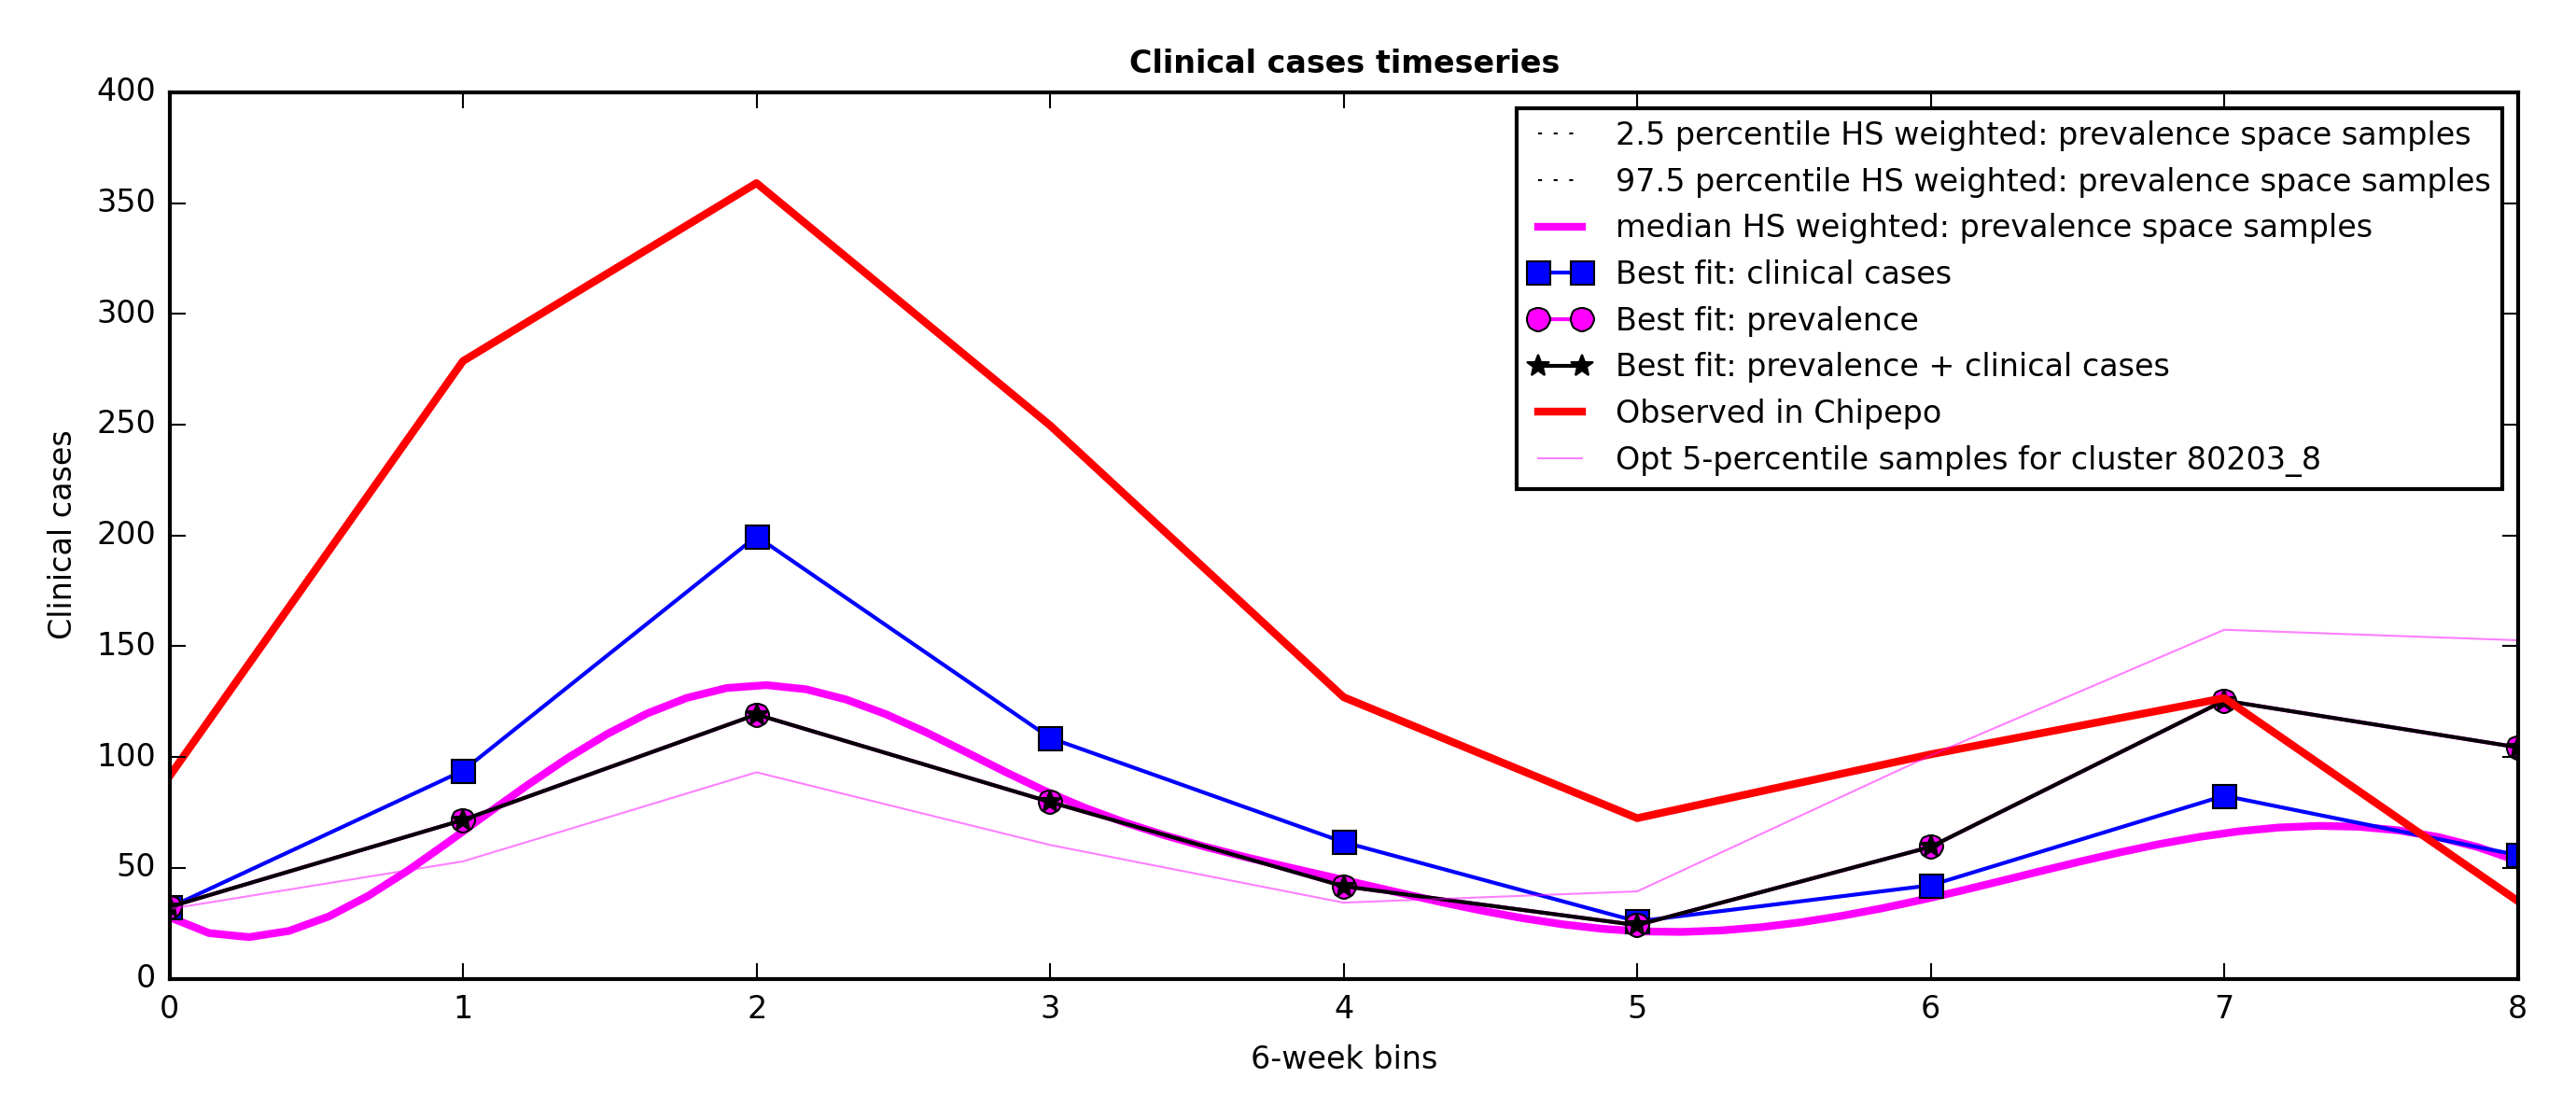 Clinical cases timeseries
400
350
300
250
200
150
100
50
0
Clinical cases
2.5 percentile HS weighted: prevalence space samples
97.5 percentile HS weighted: prevalence space samples
median HS weighted: prevalence space samples
Best fit: clinical cases
Best fit: prevalence
Best fit: prevalence + clinical cases
Observed in Chipepo
Opt 5-percentile samples for cluster 80203_8
0 1 2 3 4 5 6 7 8
6-week bins